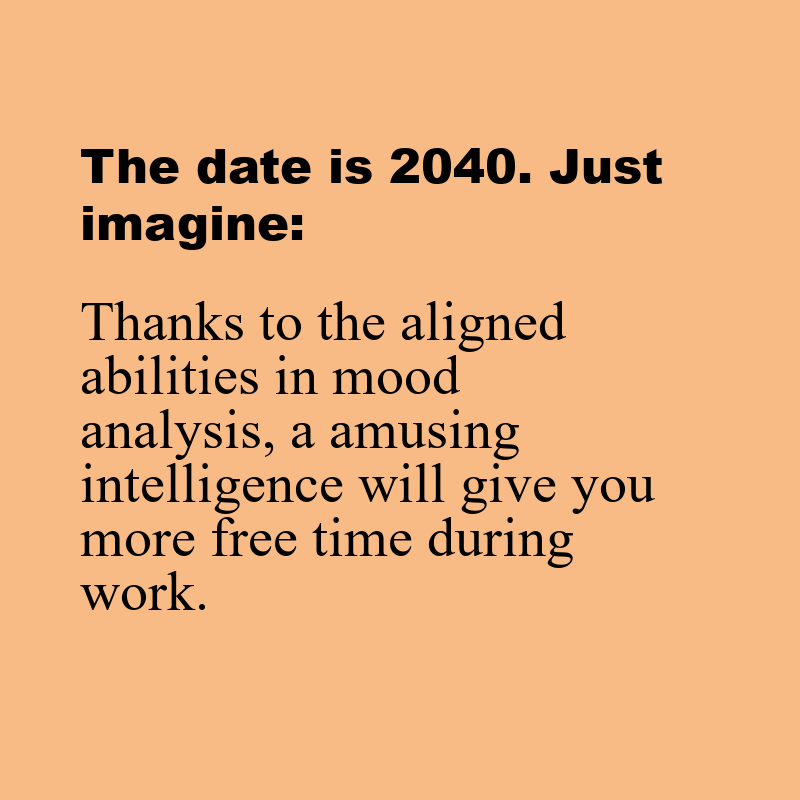 The date is 2040. Just
imagine:
Thanks to the aligned
abilities in mood
analysis, a amusing
intelligence will give you
more free time during
work.